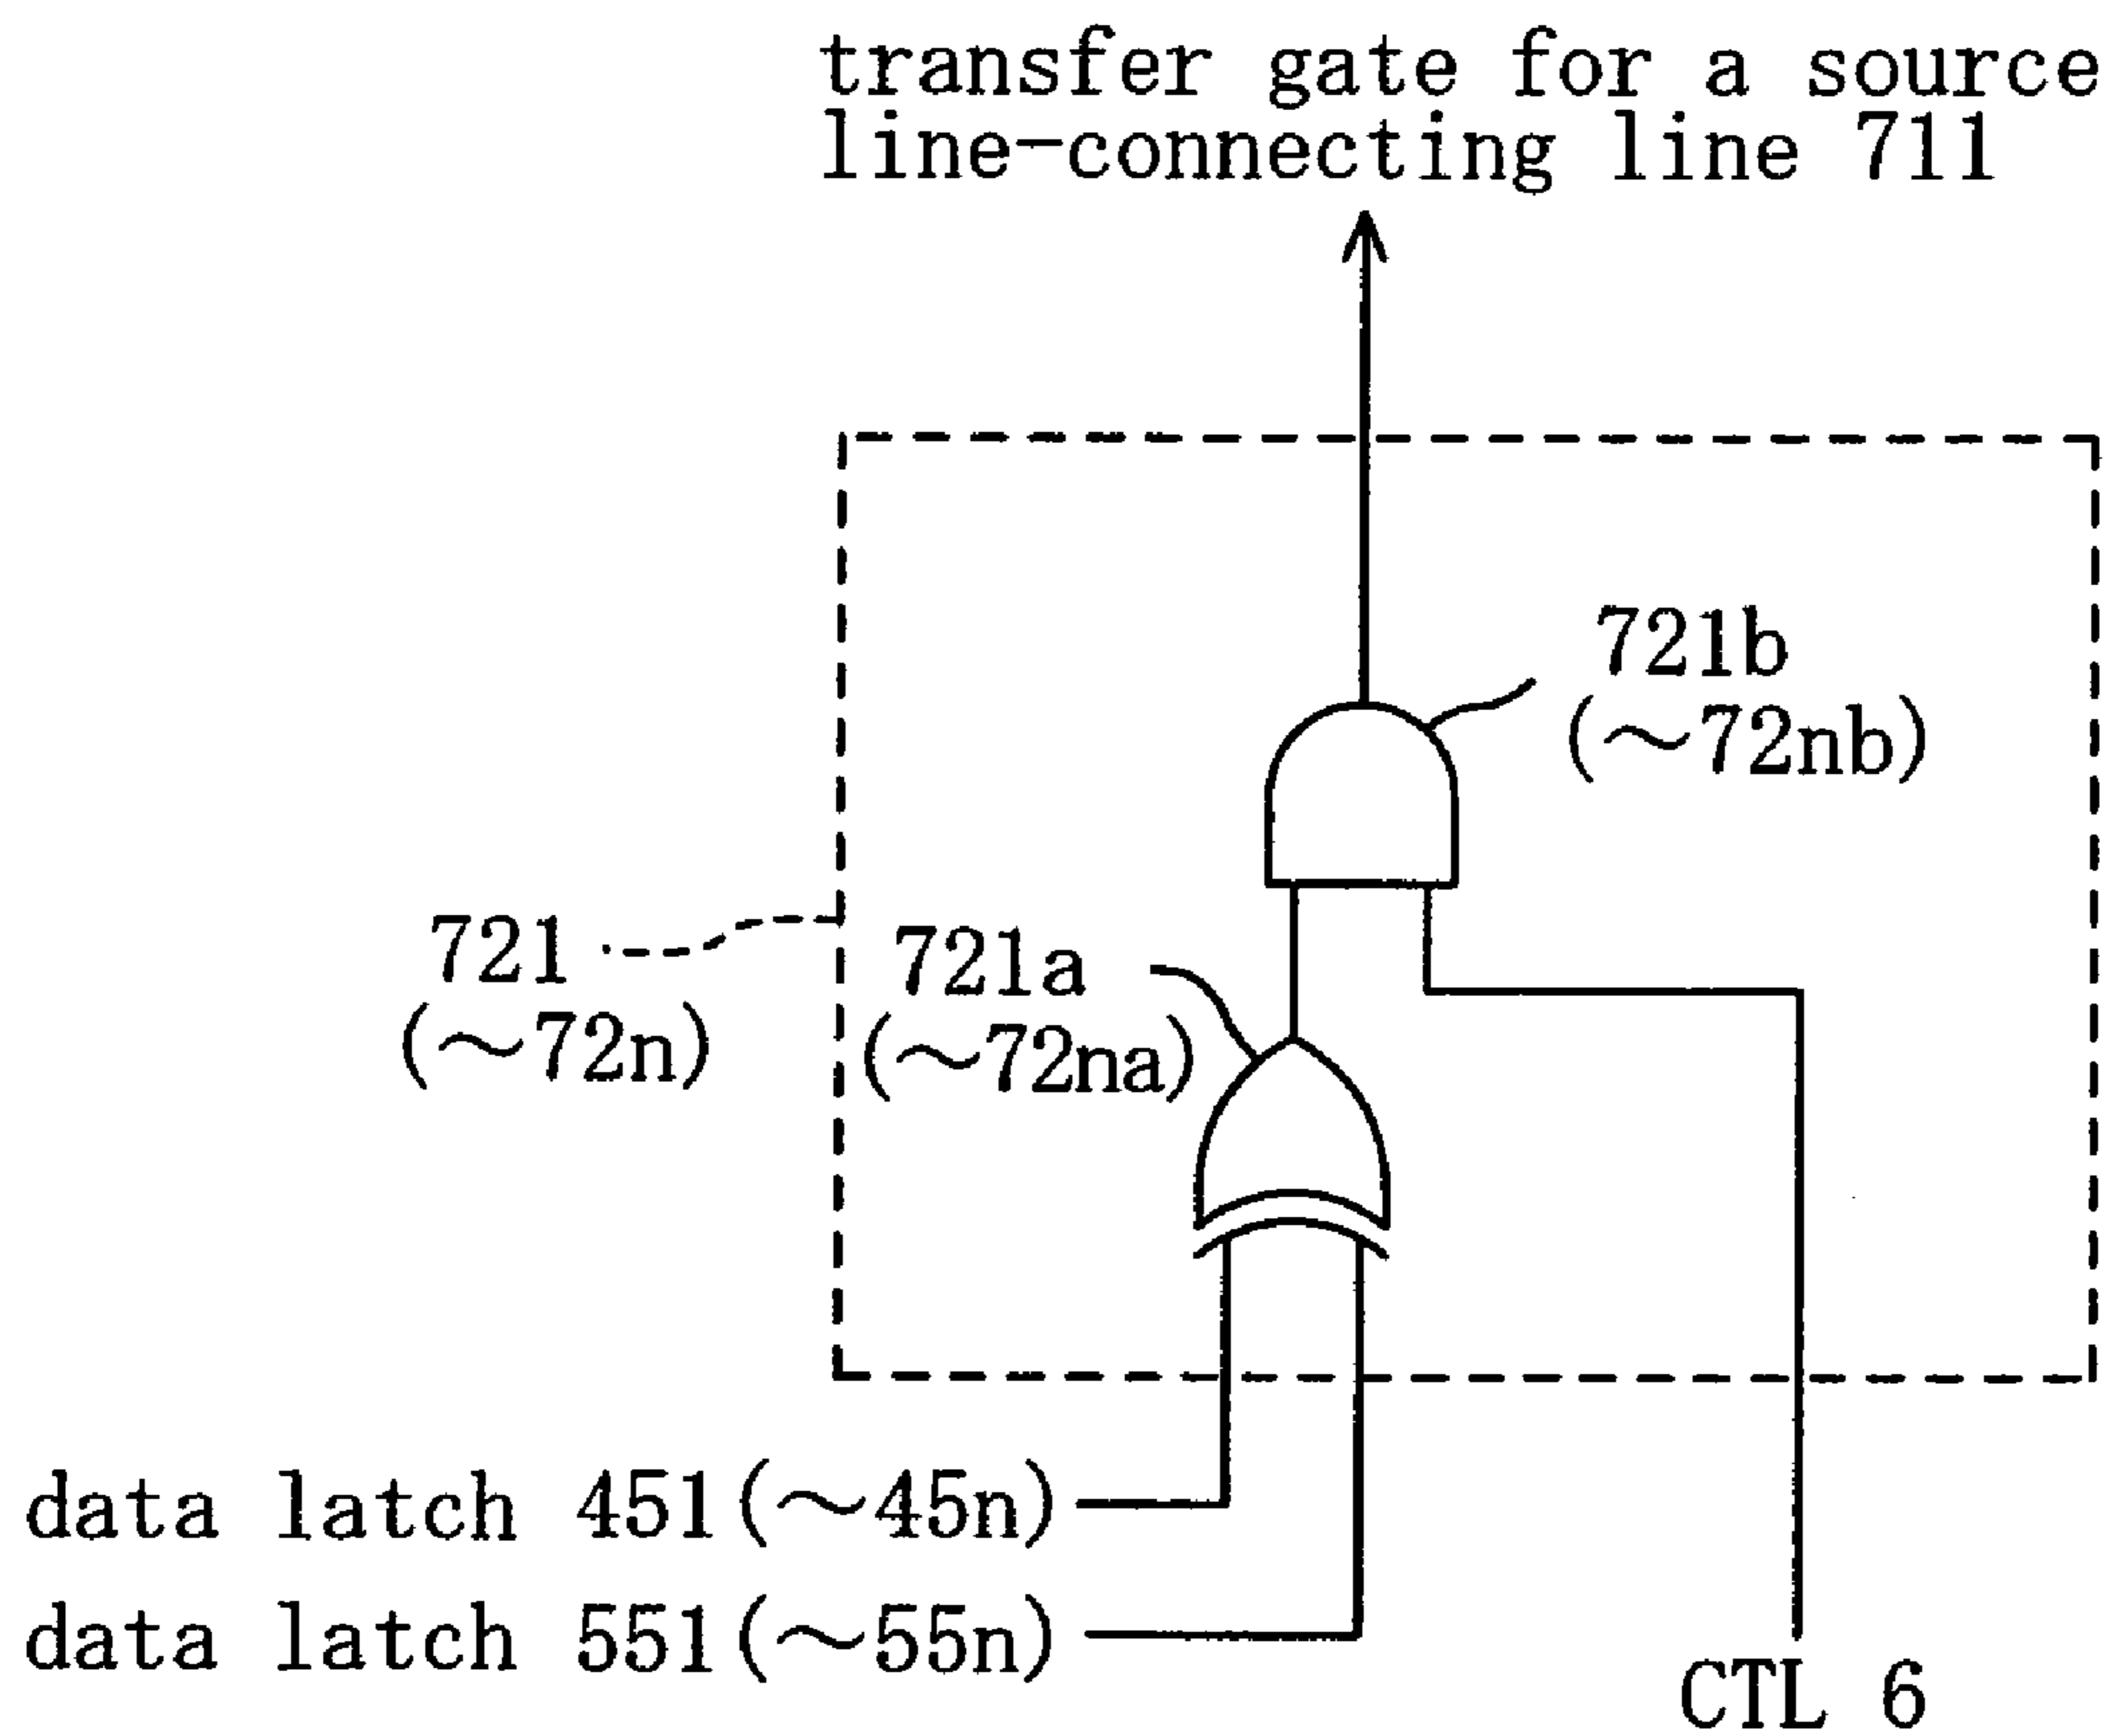 transfer gate for a source
line-connecting line 711
721b
(~72nb)
721
(~72n)
721a
(~72na)
data latch 451(~45n)
data latch 551(~55n)
CTL 6